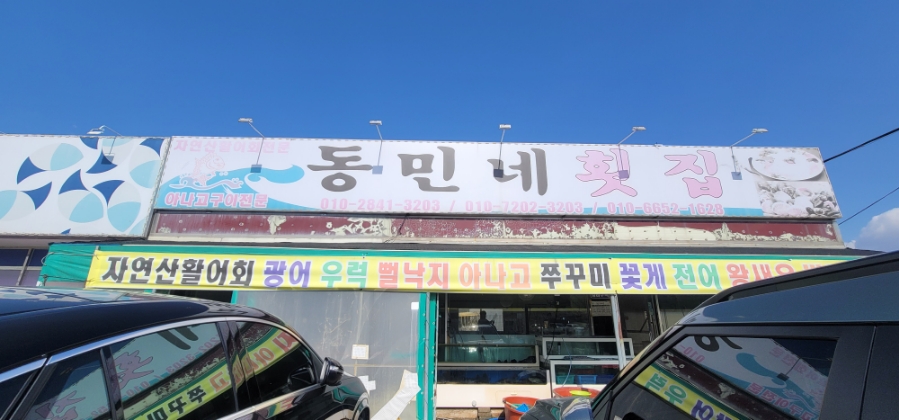 자연산활어회전문
동민네횟집
아나고구이전문
010-2641-3203 / 010-7202-3203 / 010-6652-1628
자연산활어회 광어 우럭 뻘낙지 아나고 쭈꾸미 꽃게 전어 왕새우